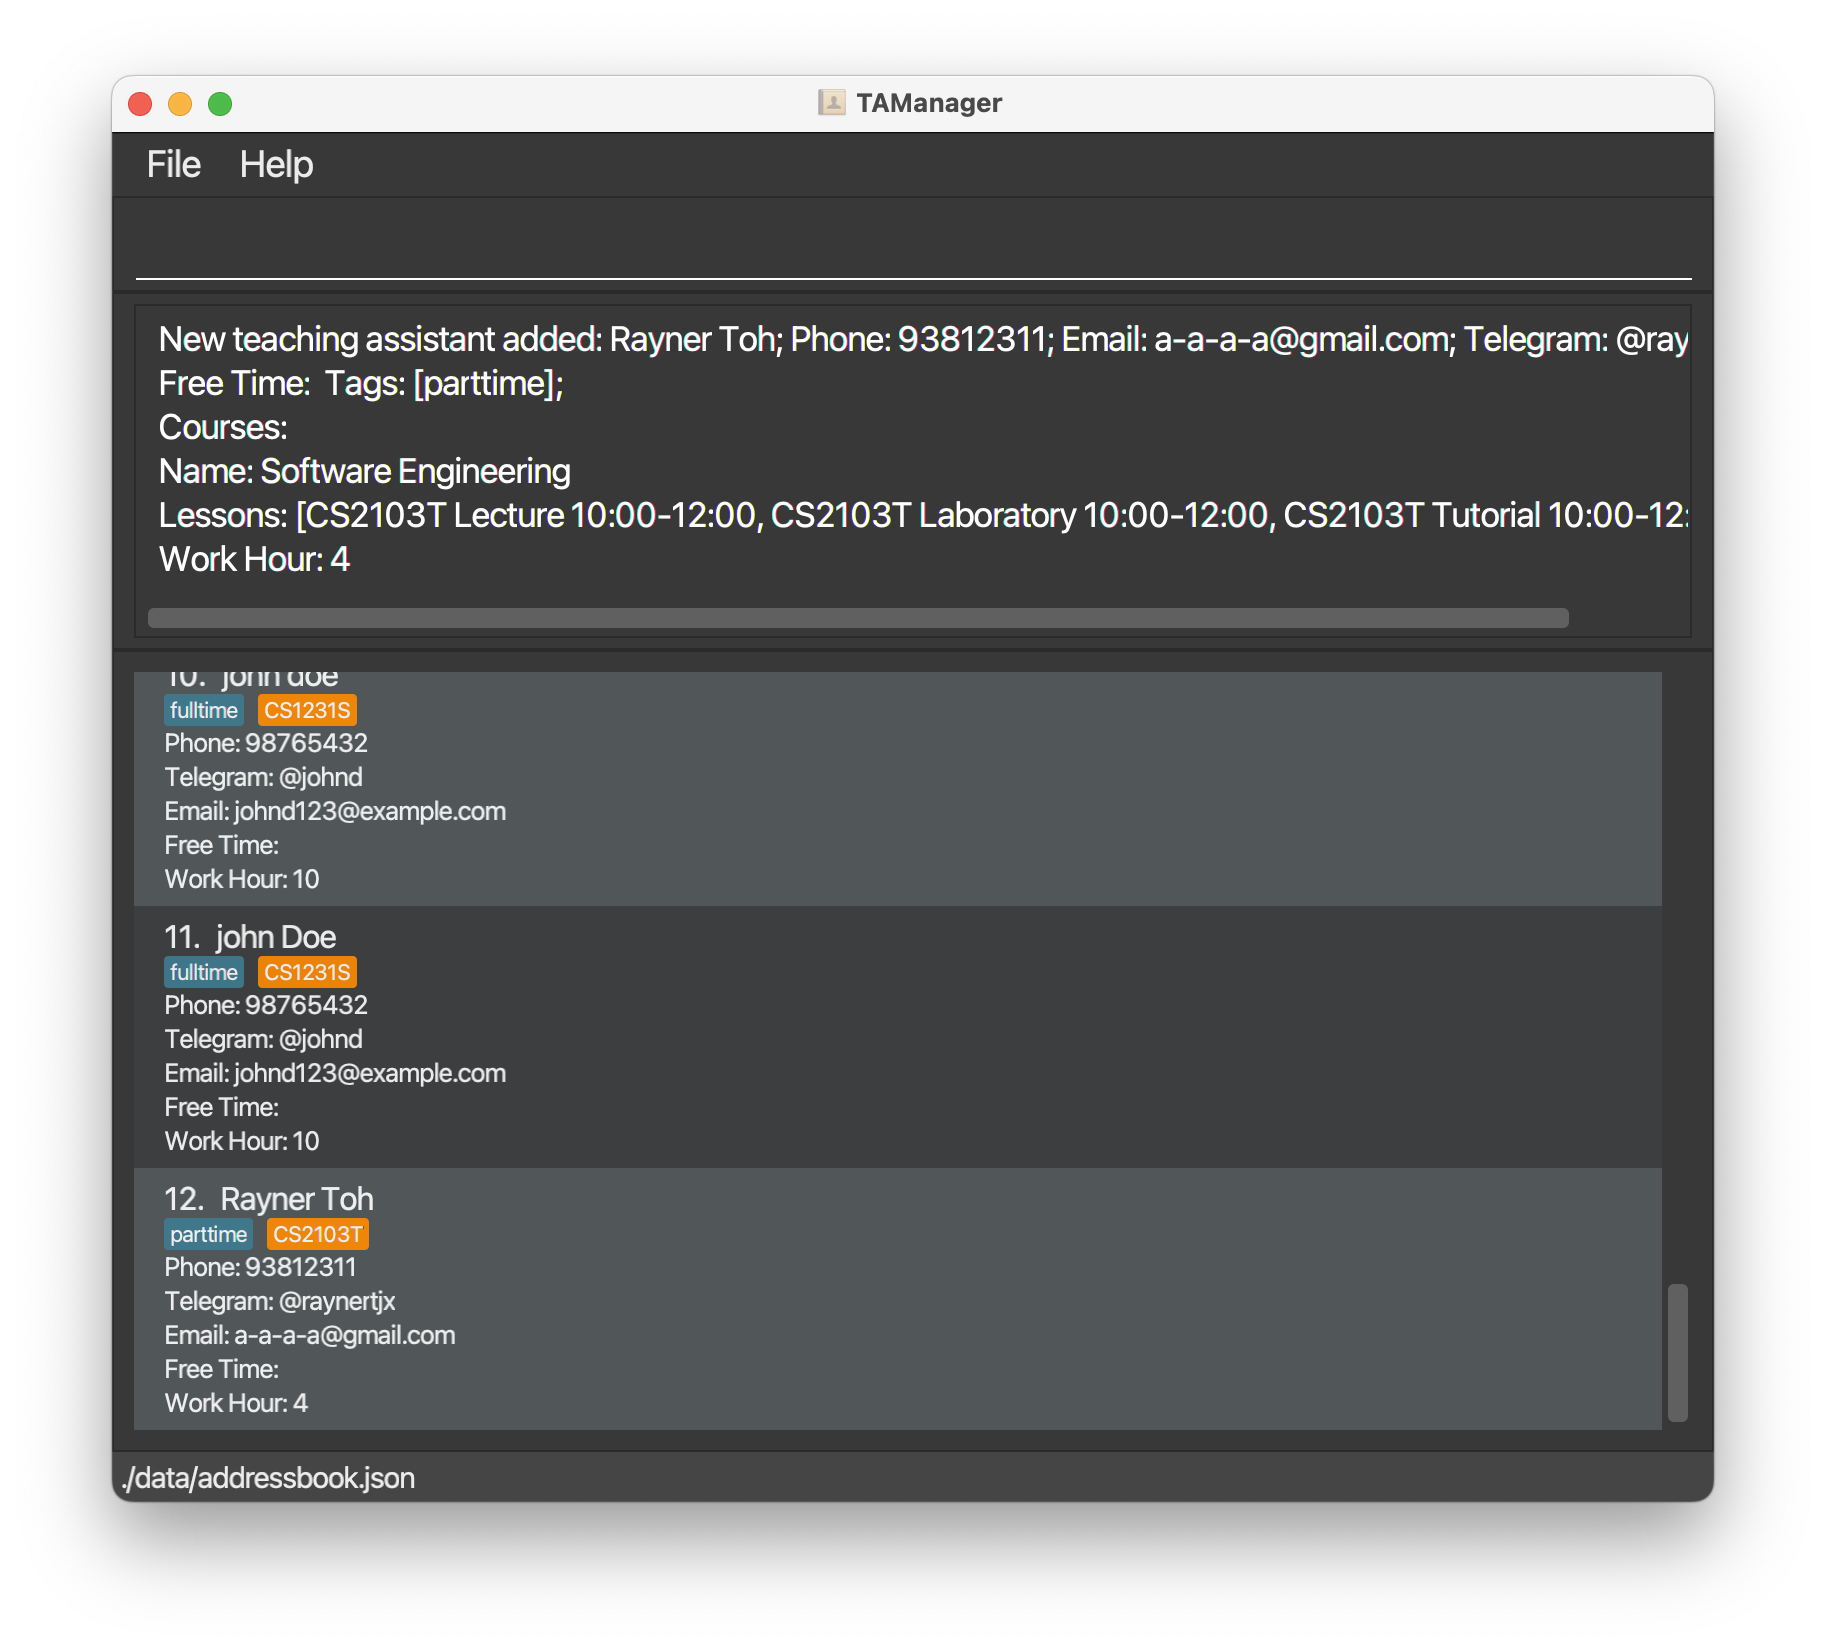 TAManager
File Help
New teaching assistant added: Rayner Toh; Phone: 93812311; Email: a-a-a-a@gmail.com; Telegram: @ray
Free Time: Tags: [parttime];
Courses:
Name: Software Engineering
Lessons: [CS2103T Lecture 10:00-12:00, CS2103T Laboratory 10:00-12:00, CS2103T Tutorial 10:00-12:
Work Hour: 4
10. john doe
fulltime CS1231S
Phone: 98765432
Telegram: @johnd
Email: johnd123@example.com
Free Time:
Work Hour: 10
11. john Doe
fulltime CS1231S
Phone: 98765432
Telegram: @johnd
Email: johnd123@example.com
Free Time:
Work Hour: 10
12. Rayner Toh
parttime CS2103T
Phone: 93812311
Telegram: @raynertjx
Email: a-a-a-a@gmail.com
Free Time:
Work Hour: 4
./data/addressbook.json